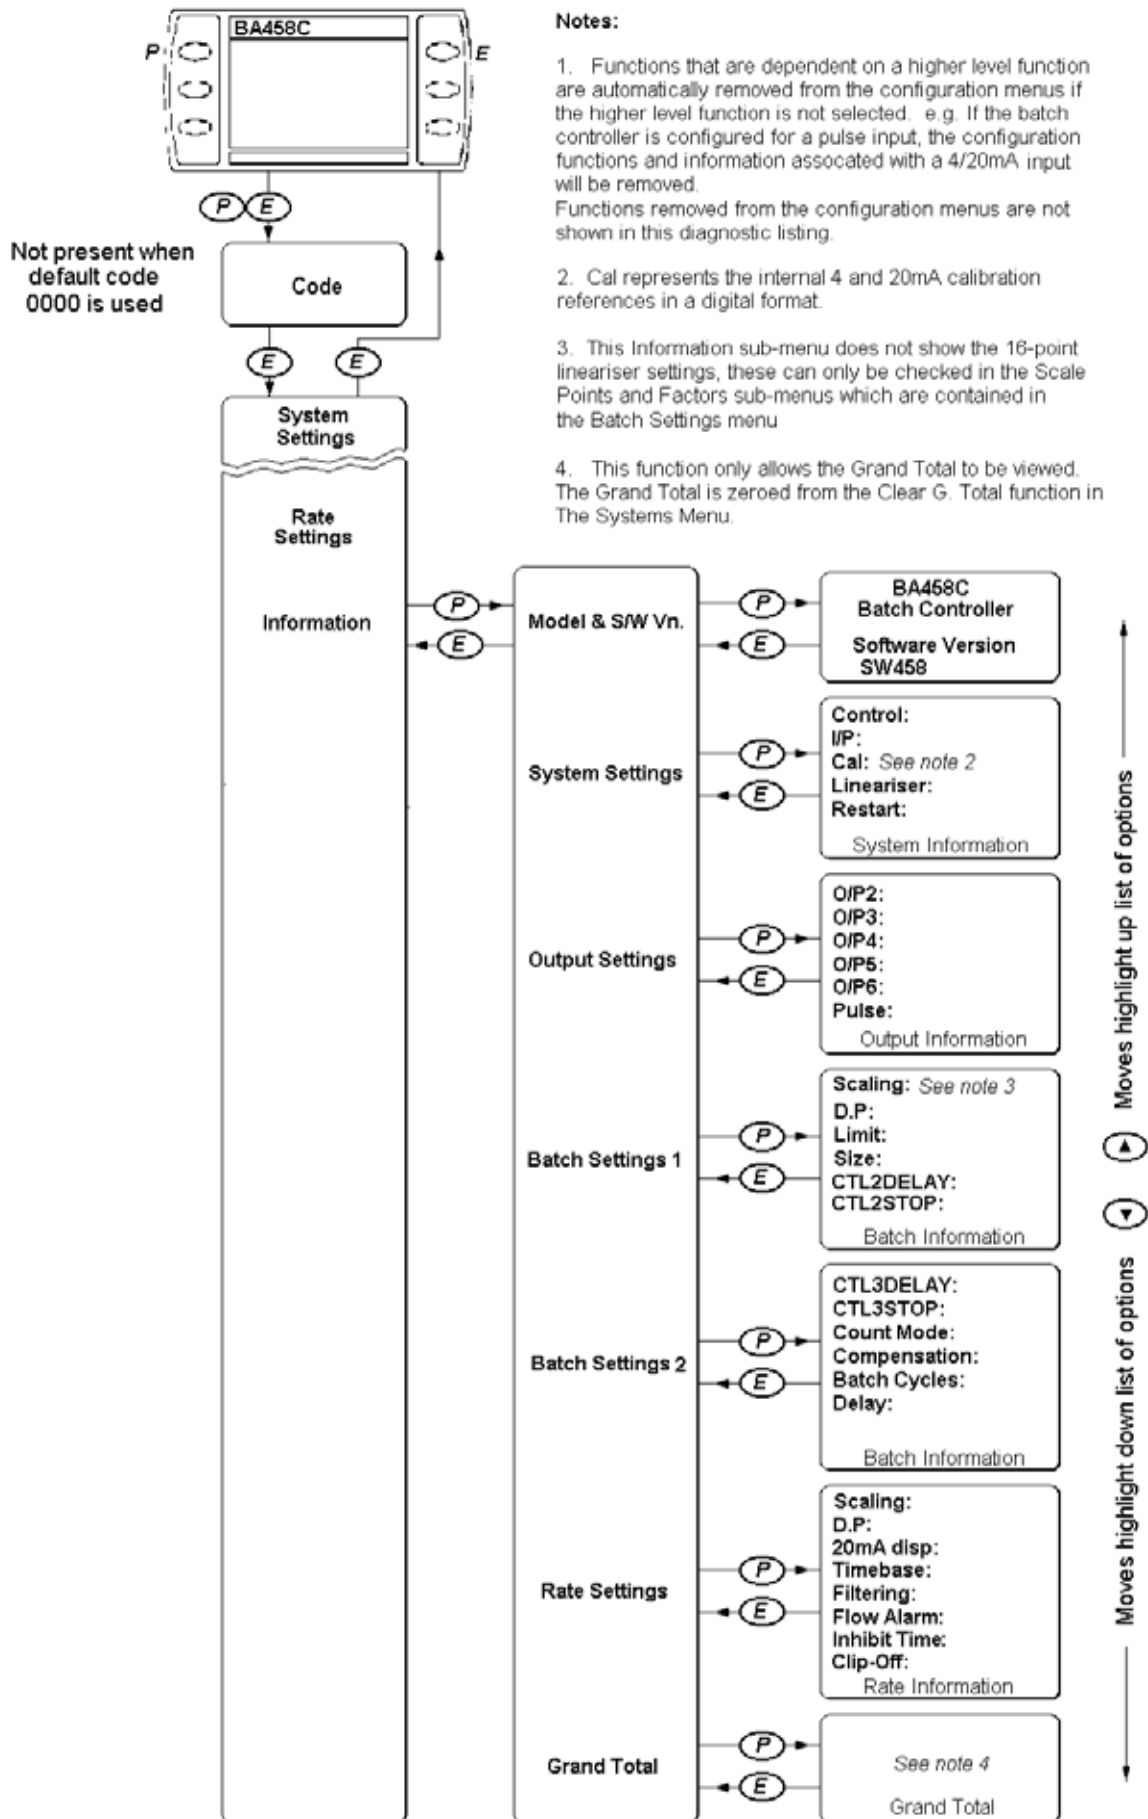 BA458C
P
E
Notes:
1. Functions that are dependent on a higher level function
are automatically removed from the configuration menus if
the higher level function is not selected. e.g. If the batch
controller is configured for a pulse input, the configuration
functions and information assocated with a 4/20mA input
will be removed.
Functions removed from the configuration menus are not
shown in this diagnostic listing.
2. Cal represents the internal 4 and 20mA calibration
references in a digital format.
3. This Information sub-menu does not show the 16-point
lineariser settings, these can only be checked in the Scale
Points and Factors sub-menus which are contained in
the Batch Settings menu
4. This function only allows the Grand Total to be viewed.
The Grand Total is zeroed from the Clear G. Total function in
The Systems Menu.
P E
Not present when
default code
0000 is used
Code
E
E
System
Settings
Rate
Settings
Information
P
E
Model & S/W Vn.
P
E
BA458C
Batch Controller
Software Version
SW458
System Settings
P
E
Control:
I/P:
Cal: See note 2
Lineariser:
Restart:
System Information
Output Settings
P
E
O/P2:
O/P3:
O/P4:
O/P5:
O/P6:
Pulse:
Output Information
Batch Settings 1
P
E
Scaling: See note 3
D.P:
Limit:
Size:
CTL2DELAY:
CTL2STOP:
Batch Information
Batch Settings 2
P
E
CTL3DELAY:
CTL3STOP:
Count Mode:
Compensation:
Batch Cycles:
Delay:
Batch Information
Rate Settings
P
E
Scaling:
D.P:
20mA disp:
Timebase:
Filtering:
Flow Alarm:
Inhibit Time:
Clip-Off:
Rate Information
Grand Total
P
E
See note 4
Grand Total
Moves highlight up list of options
Moves highlight down list of options